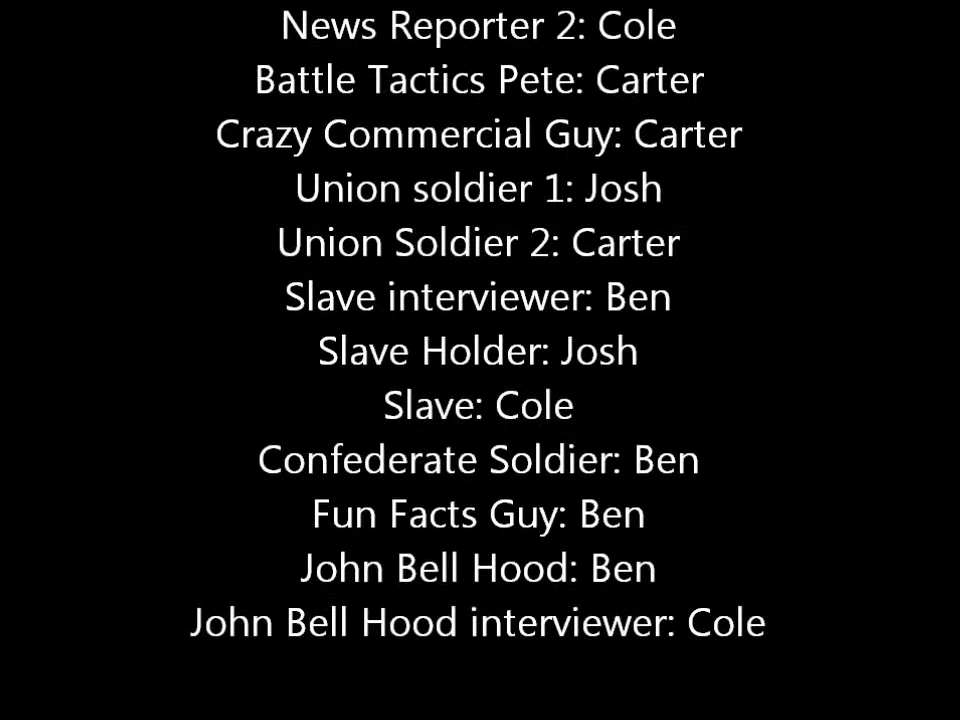 News Reporter 2: Cole
Battle Tactics Pete: Carter
Crazy Commercial Guy: Carter
Union soldier 1: Josh
Union Soldier 2: Carter
Slave interviewer: Ben
Slave Holder: Josh
Slave: Cole
Confederate Soldier: Ben
Fun Facts Guy: Ben
John Bell Hood: Ben
John Bell Hood interviewer: Cole